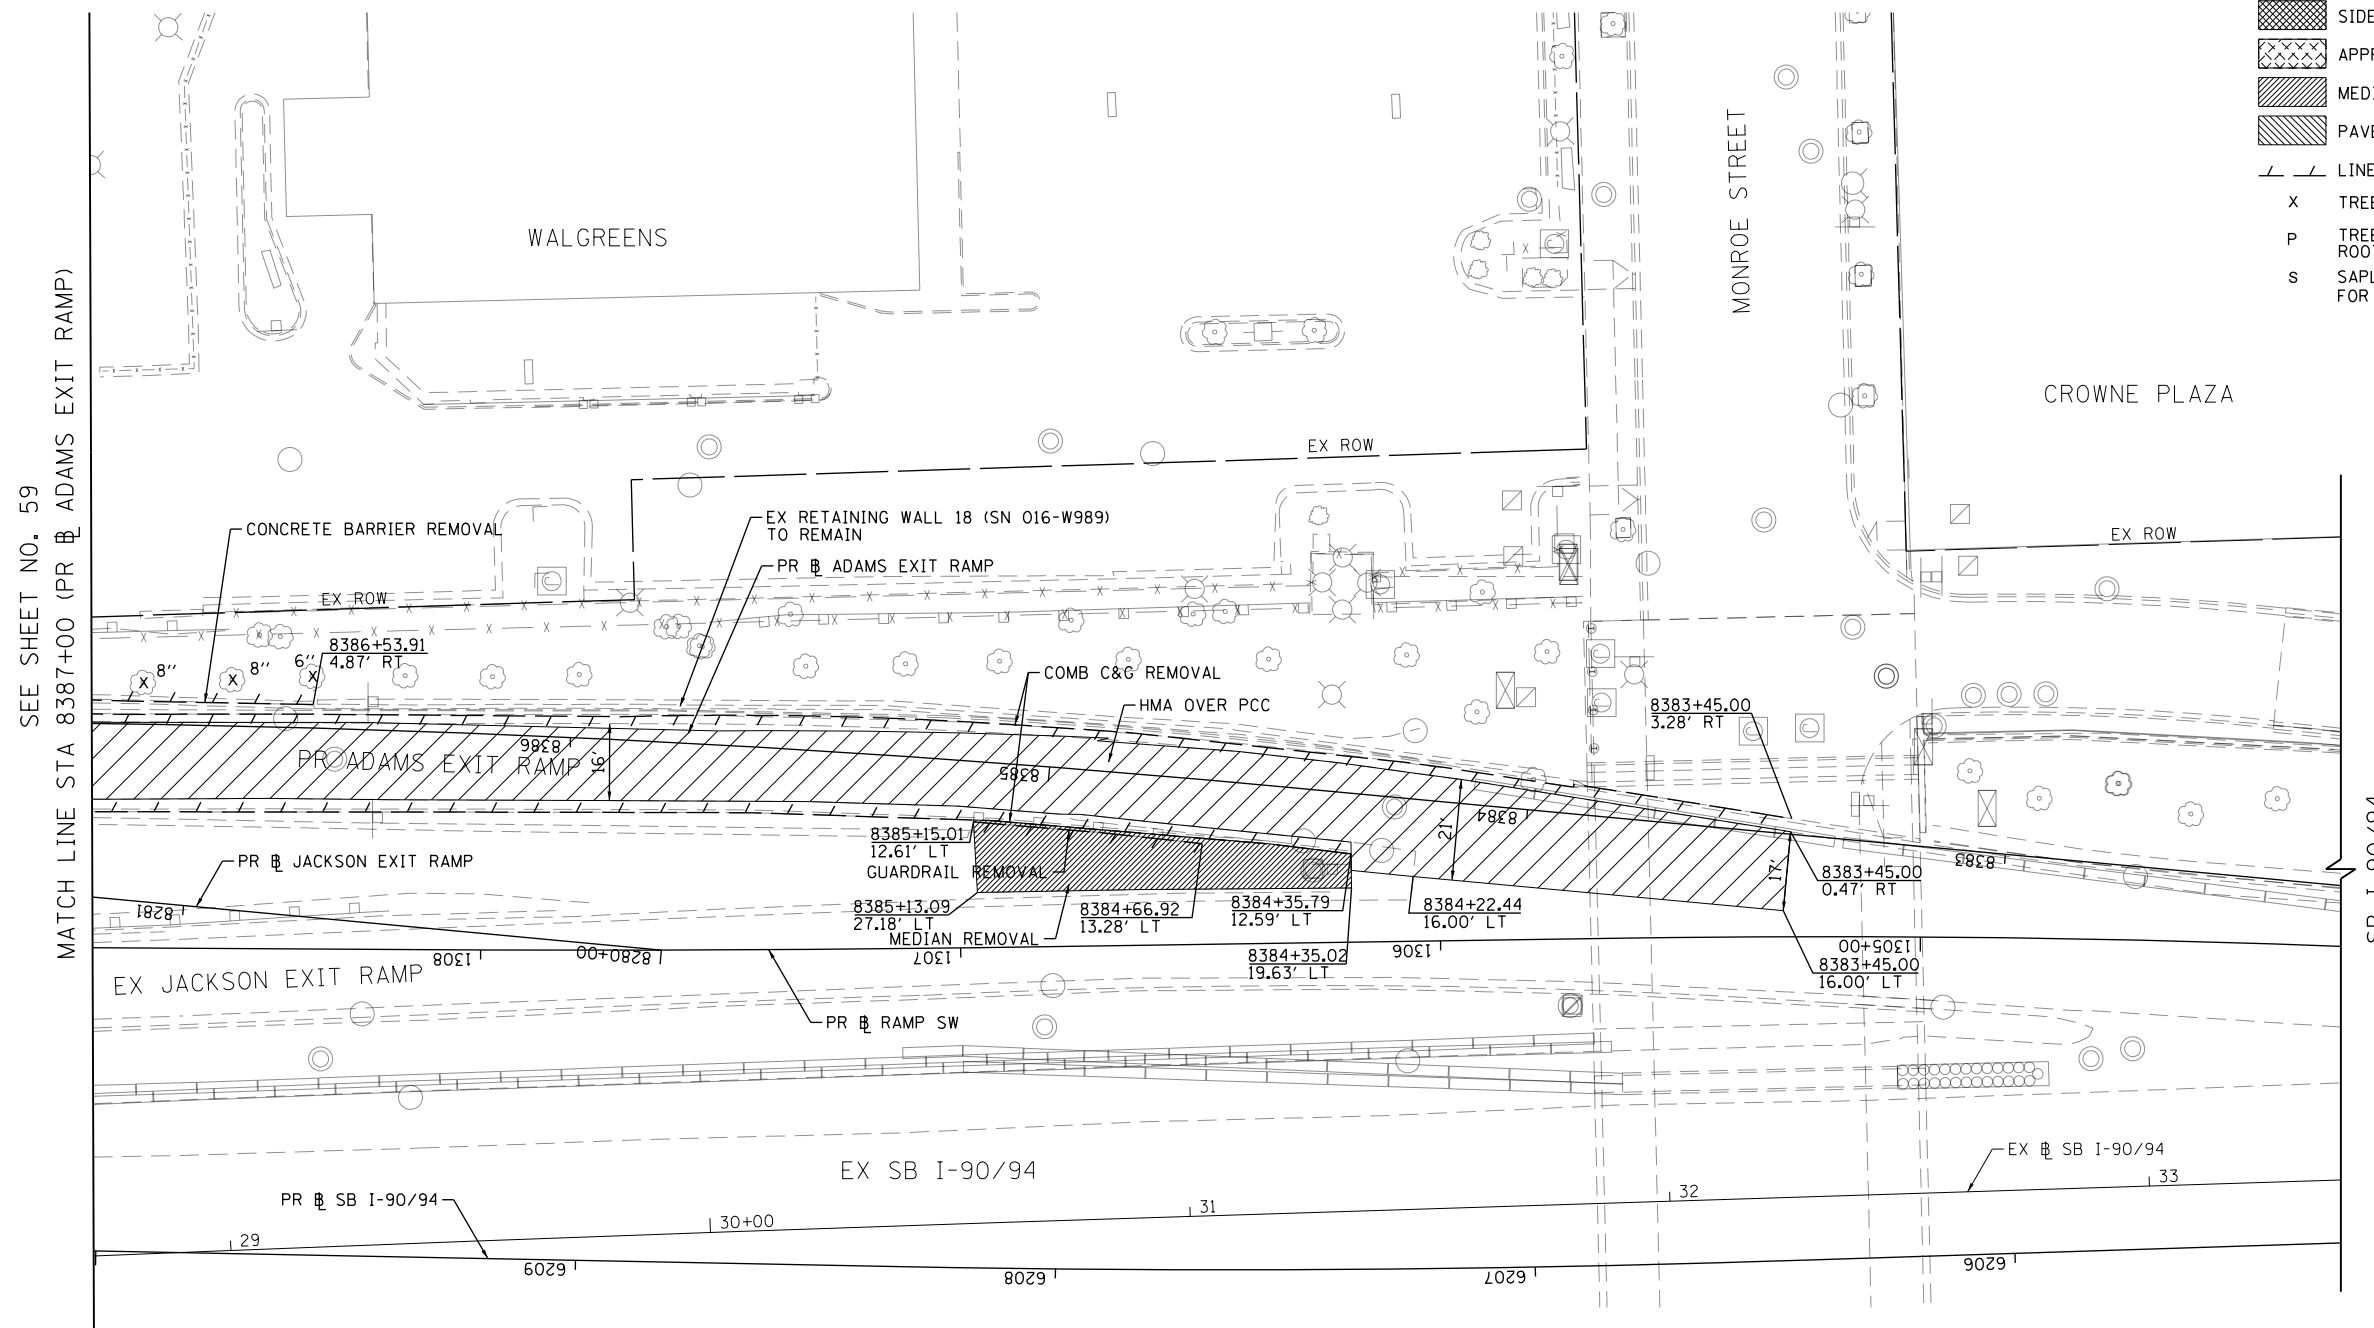 SIDE
APPR
MEDI
PAVE
LINE
X TREE
P TREE
ROOT
S SAPL
FOR
MONROE STREET
WALGREENS
CROWNE PLAZA
SEE SHEET NO. 59
MATCH LINE STA 8387+00 (PR BL ADAMS EXIT RAMP)
EX ROW
CONCRETE BARRIER REMOVAL
EX RETAINING WALL 18 (SN 016-W989)
TO REMAIN
PR BL ADAMS EXIT RAMP
EX ROW
EX ROW
8386+53.91
4.87' RT
8''
8''
6''
X
X
X
COMB C&G REMOVAL
HMA OVER PCC
8383+45.00
3.28' RT
8386
PR ADAMS EXIT RAMP
16'
8385
8384
21'
17'
8383
8385+15.01
12.61' LT
GUARDRAIL REMOVAL
PR BL JACKSON EXIT RAMP
8383+45.00
0.47' RT
8281
8385+13.09
27.18' LT
8384+66.92
13.28' LT
8384+35.79
12.59' LT
8384+22.44
16.00' LT
MEDIAN REMOVAL
1308
8280+00
1307
8384+35.02
19.63' LT
1306
1305+00
8383+45.00
16.00' LT
EX JACKSON EXIT RAMP
PR BL RAMP SW
EX SB I-90/94
EX BL SB I-90/94
PR BL SB I-90/94
29
30+00
31
32
33
6209
6208
6207
6206